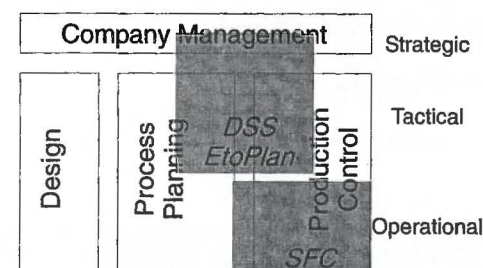 Company Management
Strategic
Design
Process
Planning
DSS
EtoPlan
Production
Control
Tactical
Operational
SFC